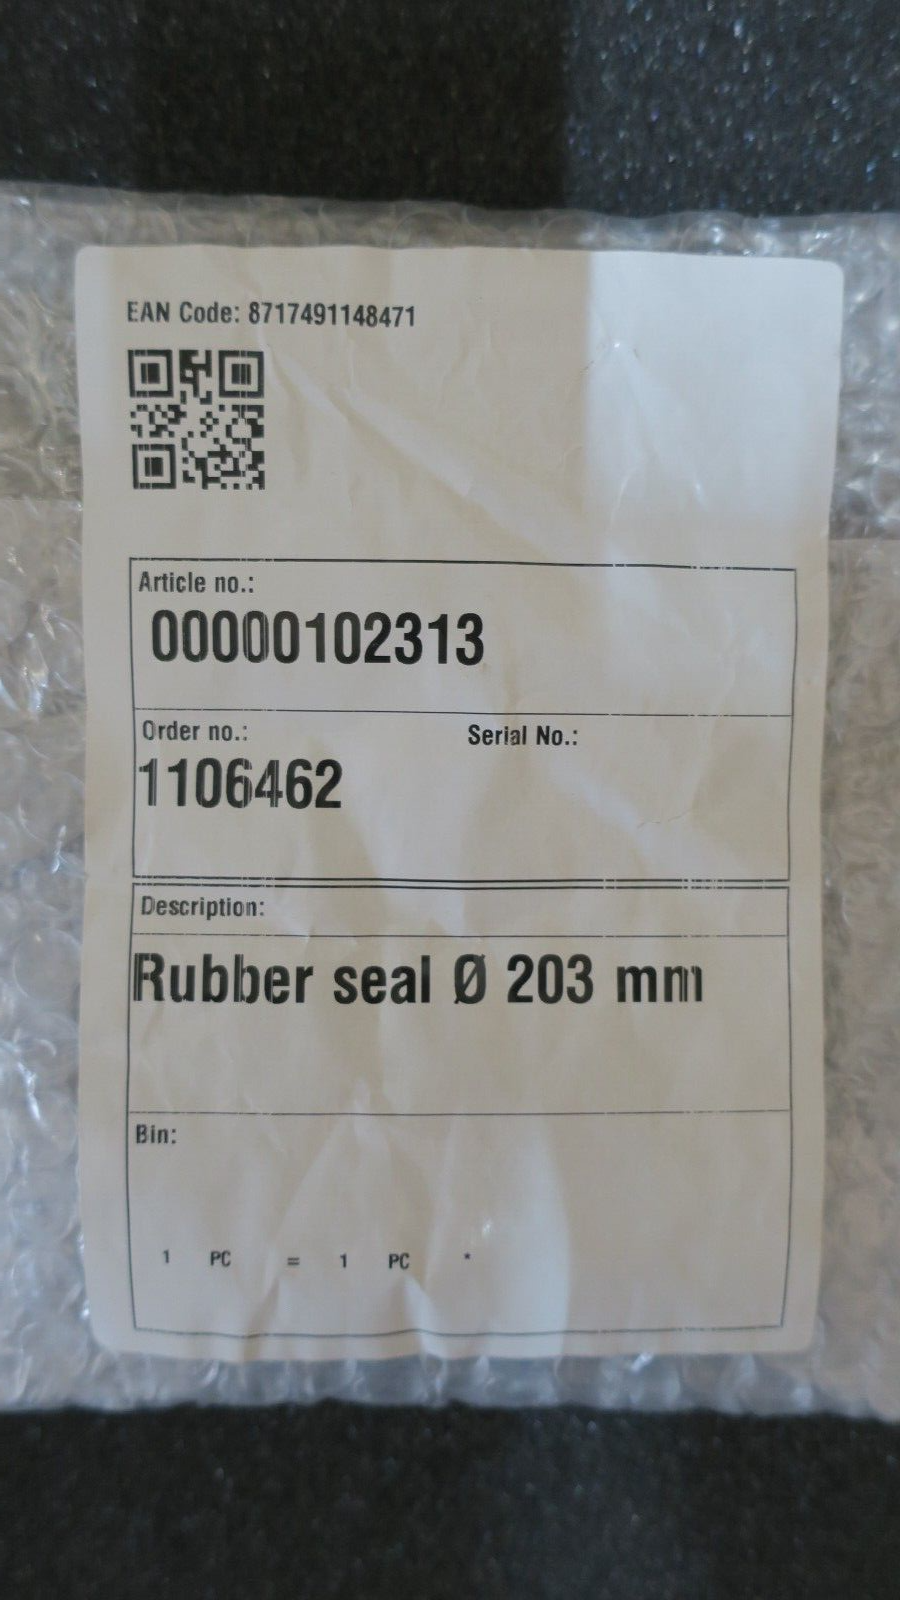 EAN Code: 8717491148471
Article no.:
00000102313
Order no.: Serial No.:
1106462
Description:
Rubber seal Ø 203 mm
Bin:
1 PC = 1 PC *